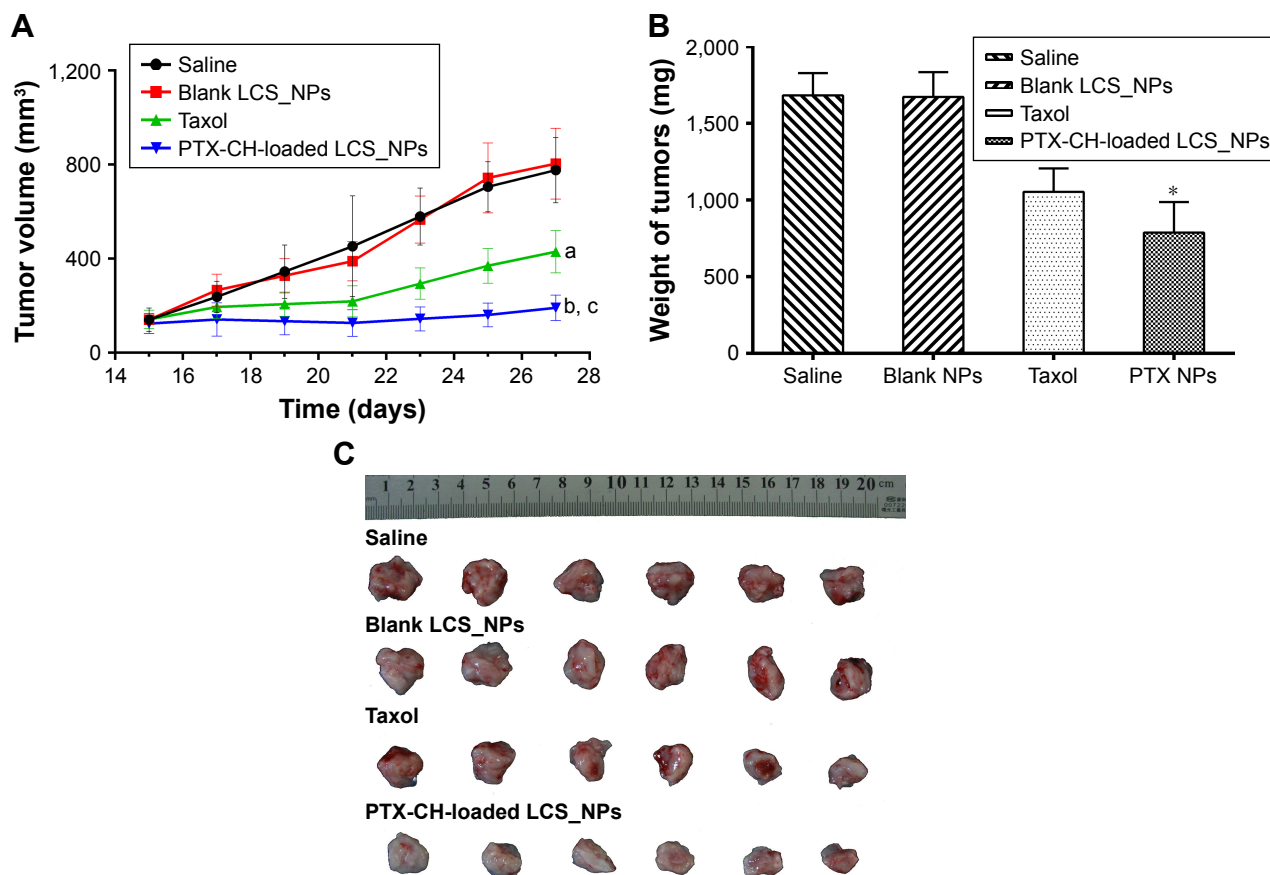 A
Saline
Blank LCS_NPs
Taxol
PTX-CH-loaded LCS_NPs
Tumor volume (mm³)
1,200
800
400
0
a
b, c
14 16 18 20 22 24 26 28
Time (days)
B
Saline
Blank LCS_NPs
Taxol
PTX-CH-loaded LCS_NPs
Weight of tumors (mg)
2,000
1,500
1,000
500
0
*
Saline Blank NPs Taxol PTX NPs
C
1 2 3 4 5 6 7 8 9 10 11 12 13 14 15 16 17 18 19 20 cm
Saline
Blank LCS_NPs
Taxol
PTX-CH-loaded LCS_NPs